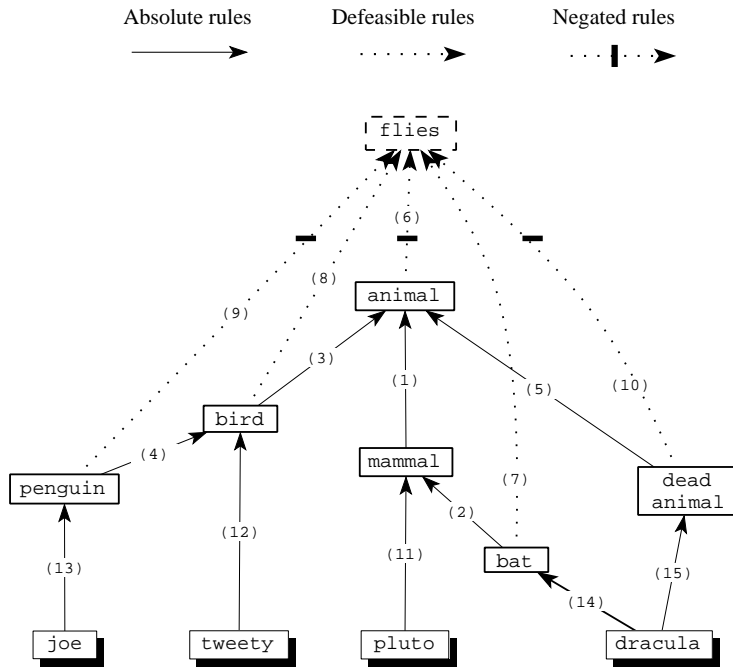 Absolute rules
Defeasible rules
Negated rules
flies
(6)
(8)
animal
(9)
(3)
(1)
(5)
(10)
bird
(4)
mammal
(7)
penguin
dead
animal
(2)
(12)
(11)
bat
(13)
(15)
(14)
joe
tweety
pluto
dracula